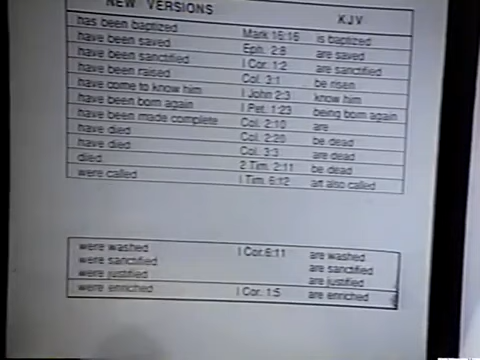 NEW VERSIONS KJV
has been baptized Mark 16:16 is baptized
have been saved Eph. 2:8 are saved
have been sanctified I Cor. 1:2 are sanctified
have been raised Col. 3:1 be risen
have come to know him I John 2:3 know him
have been born again I Pet. 1:23 being born again
have been made complete Col. 2:10 are
have died Col. 2:20 be dead
have died Col. 3:3 are dead
died 2 Tim. 2:11 be dead
were called I Tim. 6:12 art also called
were washed I Cor. 6:11 are washed
were sanctified are sanctified
were justified are justified
were enriched I Cor. 1:5 are enriched